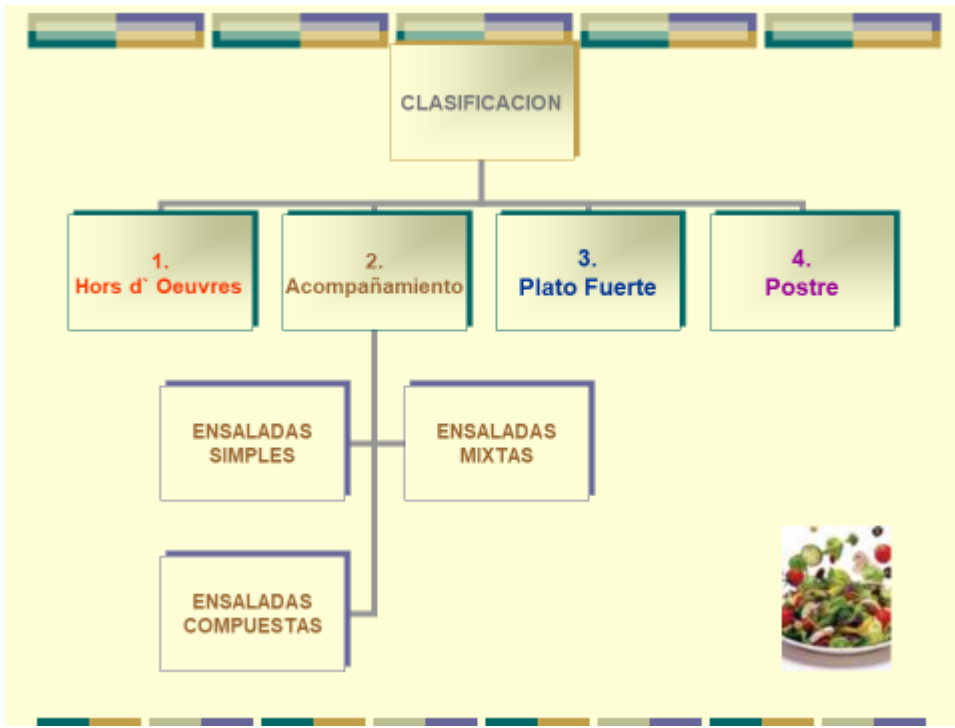 CLASIFICACION
1.
Hors d` Oeuvres
2.
Acompañamiento
3.
Plato Fuerte
4.
Postre
ENSALADAS
SIMPLES
ENSALADAS
MIXTAS
ENSALADAS
COMPUESTAS